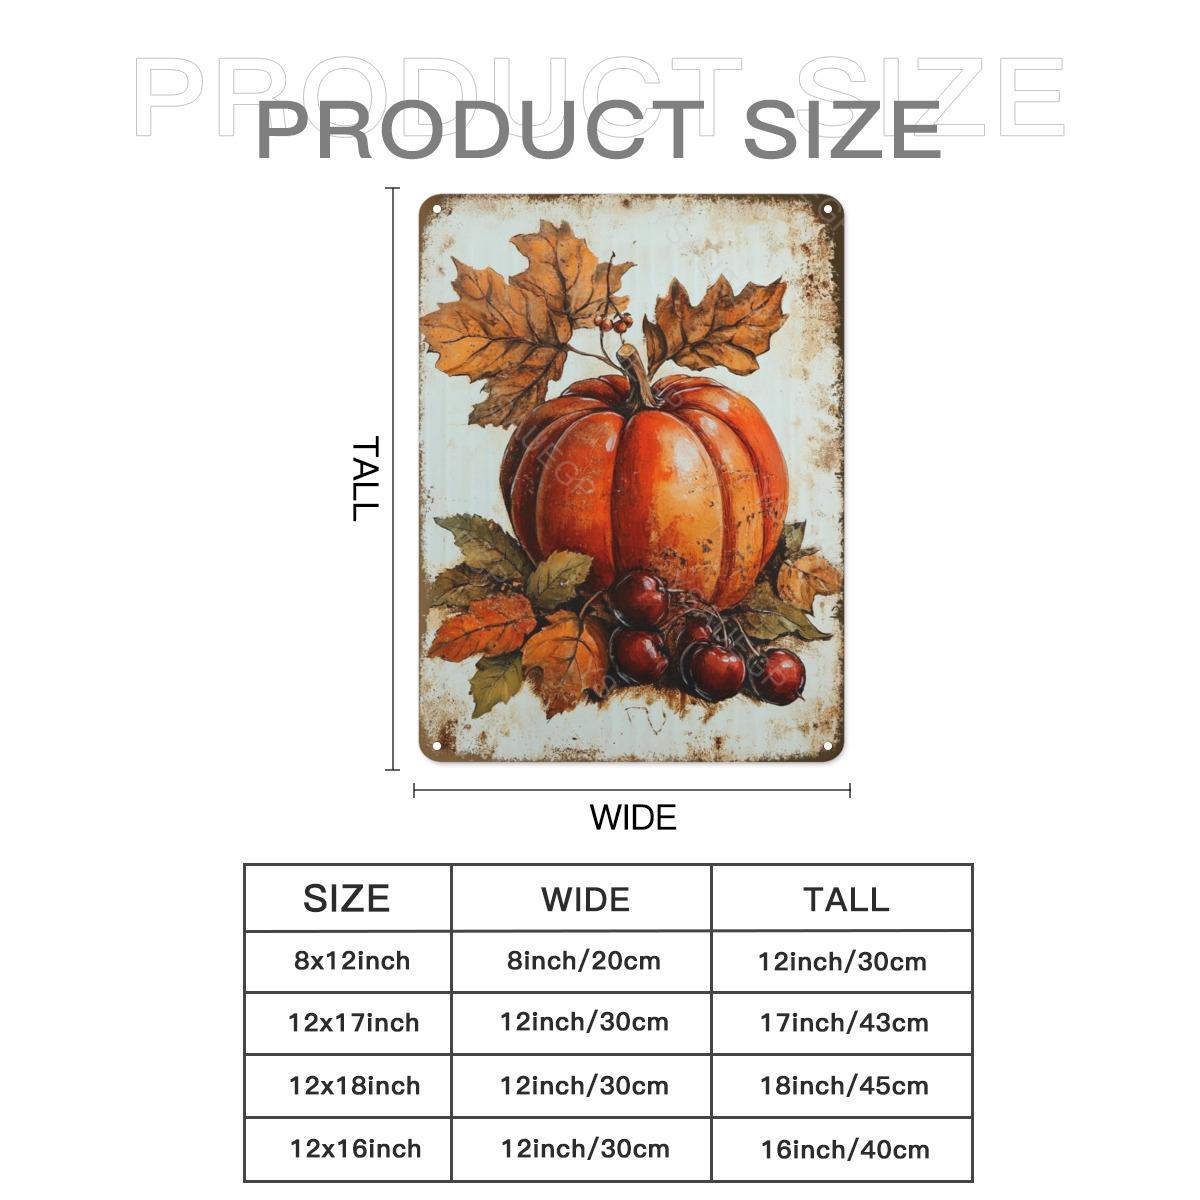 PRODUCT SIZE
PRODUCT SIZE
TALL
WIDE
SIZE WIDE TALL
8x12inch 8inch/20cm 12inch/30cm
12x17inch 12inch/30cm 17inch/43cm
12x18inch 12inch/30cm 18inch/45cm
12x16inch 12inch/30cm 16inch/40cm